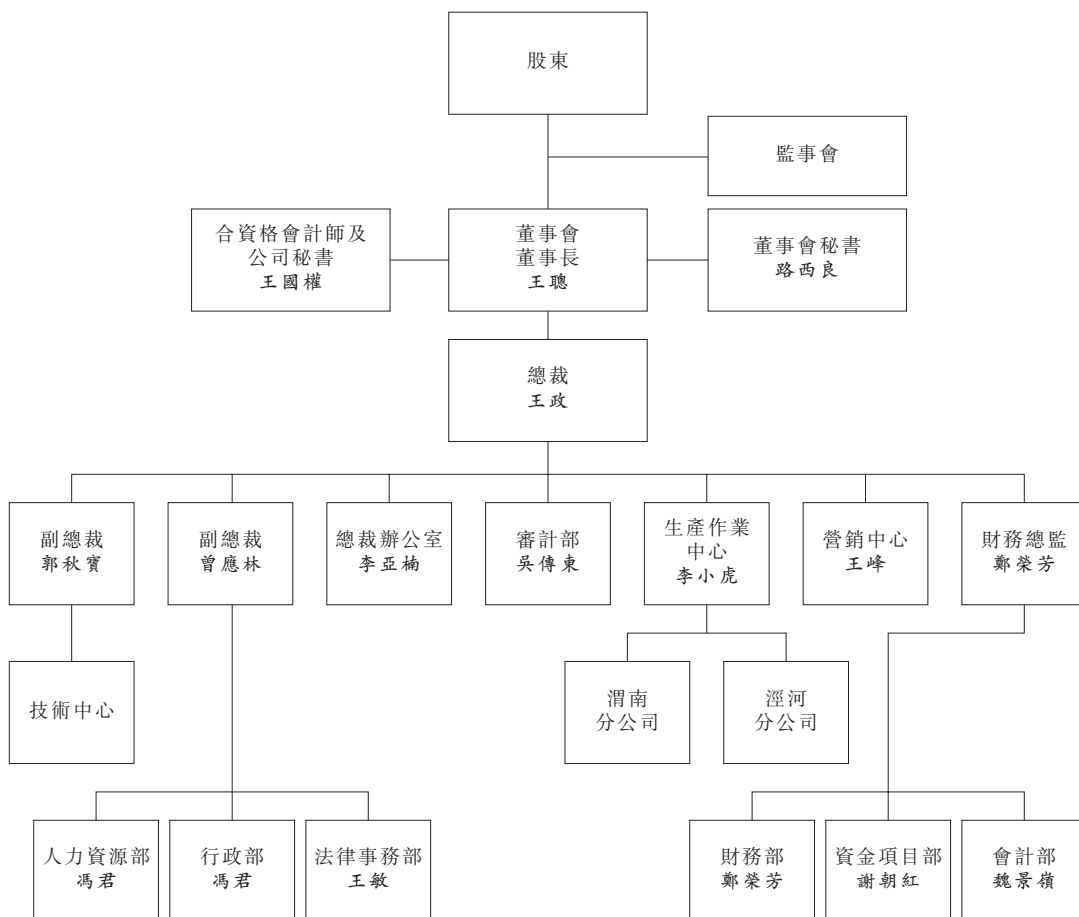 股東
監事會
合資格會計師及
公司秘書
王國權
董事會
董事長
王聰
董事會秘書
路西良
總裁
王政
副總裁
郭秋寶
副總裁
曾應林
總裁辦公室
李亞楠
審計部
吳傳東
生產作業
中心
李小虎
營銷中心
王峰
財務總監
鄭榮芳
技術中心
渭南
分公司
涇河
分公司
人力資源部
馮君
行政部
馮君
法律事務部
王敏
財務部
鄭榮芳
資金項目部
謝朝紅
會計部
魏景嶺